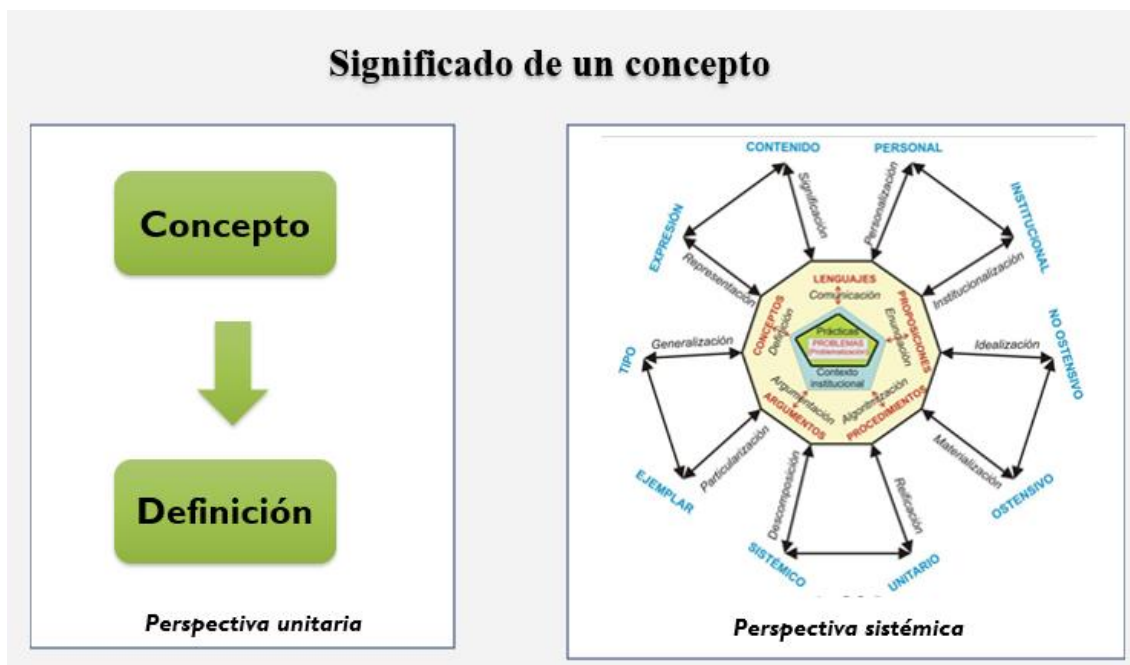 Significado de un concepto
Concepto
Definición
Perspectiva unitaria
CONTENIDO
PERSONAL
EXPRESIÓN
Significación
Personalización
INSTITUCIONAL
Representación
Institucionalización
LENGUAJES
Comunicación
CONCEPTOS
Definición
PROPOSICIONES
Enunciación
Prácticas
PROBLEMAS
(Problematización)
Contexto
institucional
Argumentación
ARGUMENTOS
Algoritmización
PROCEDIMIENTOS
TIPO
Generalización
Idealización
NO OSTENSIVO
EJEMPLAR
Particularización
Materialización
OSTENSIVO
Descomposición
Reificación
SISTÉMICO
UNITARIO
Perspectiva sistémica